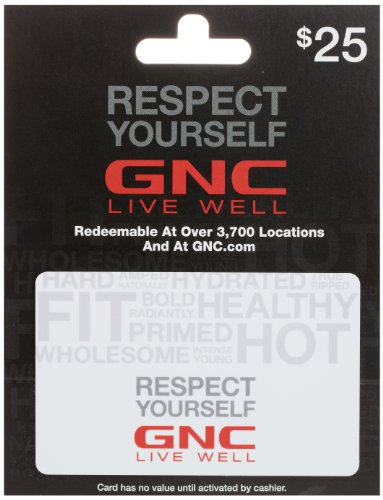 $25
RESPECT
YOURSELF
GNC
LIVE WELL
Redeemable At Over 3,700 Locations
And At GNC.com
WHOLESOME
HARD AMPED NATURALLY HYDRATED TRUE RIPPED
FIT BOLD RADIANTLY HEALTHY
PRIMED HOT
WHOLESOME INTENSE YOUNG
RESPECT
YOURSELF
GNC
LIVE WELL
Card has no value until activated by cashier.